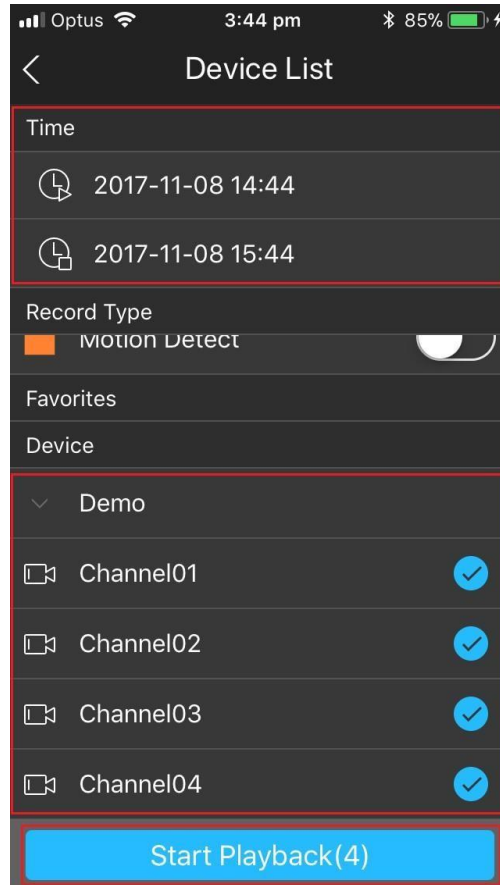 Optus 3:44 pm 85%
Device List
Time
2017-11-08 14:44
2017-11-08 15:44
Record Type
Motion Detect
Favorites
Device
Demo
Channel01
Channel02
Channel03
Channel04
Start Playback(4)